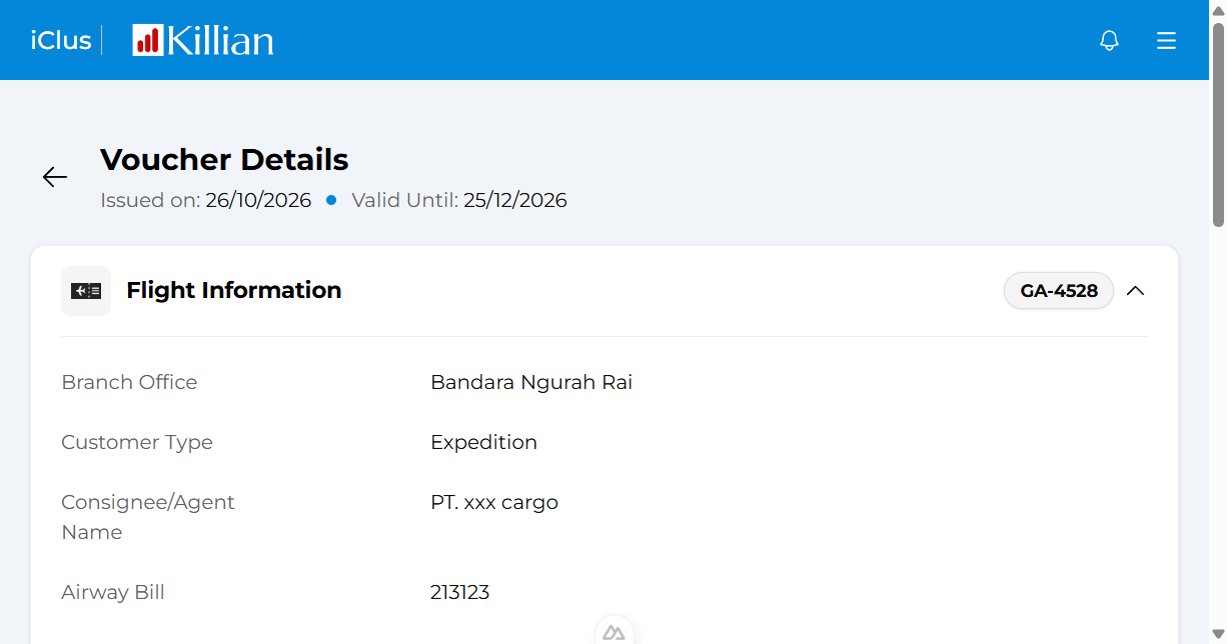 iClus
Killian
Voucher Details
Issued on: 26/10/2026 Valid Until: 25/12/2026
Flight Information
GA-4528
Branch Office Bandara Ngurah Rai
Customer Type Expedition
Consignee/Agent Name PT. xxx cargo
Airway Bill 213123